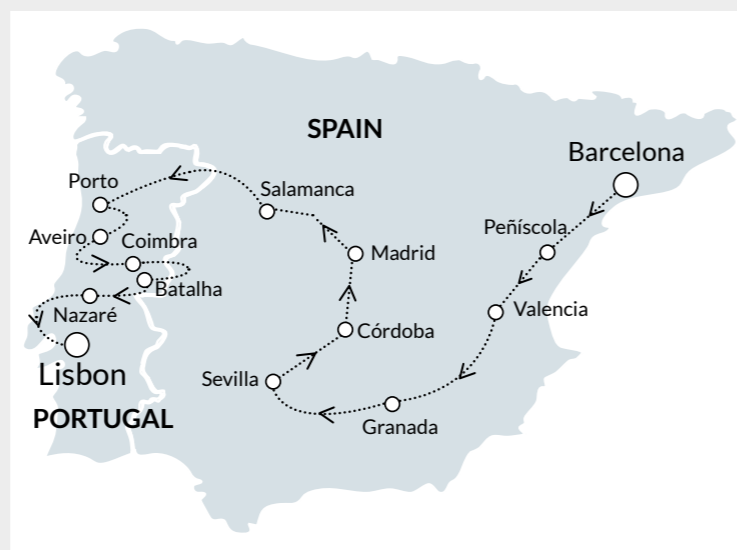 SPAIN
Barcelona
Porto
Salamanca
Peñíscola
Aveiro
Coimbra
Madrid
Batalha
Nazaré
Valencia
Córdoba
Lisbon
Sevilla
PORTUGAL
Granada